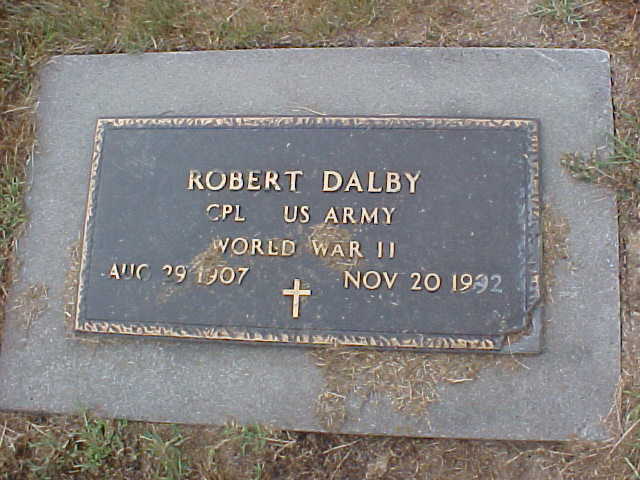 ROBERT DALBY
CPL US ARMY
WORLD WAR II
AUG 29 1907 NOV 20 1992